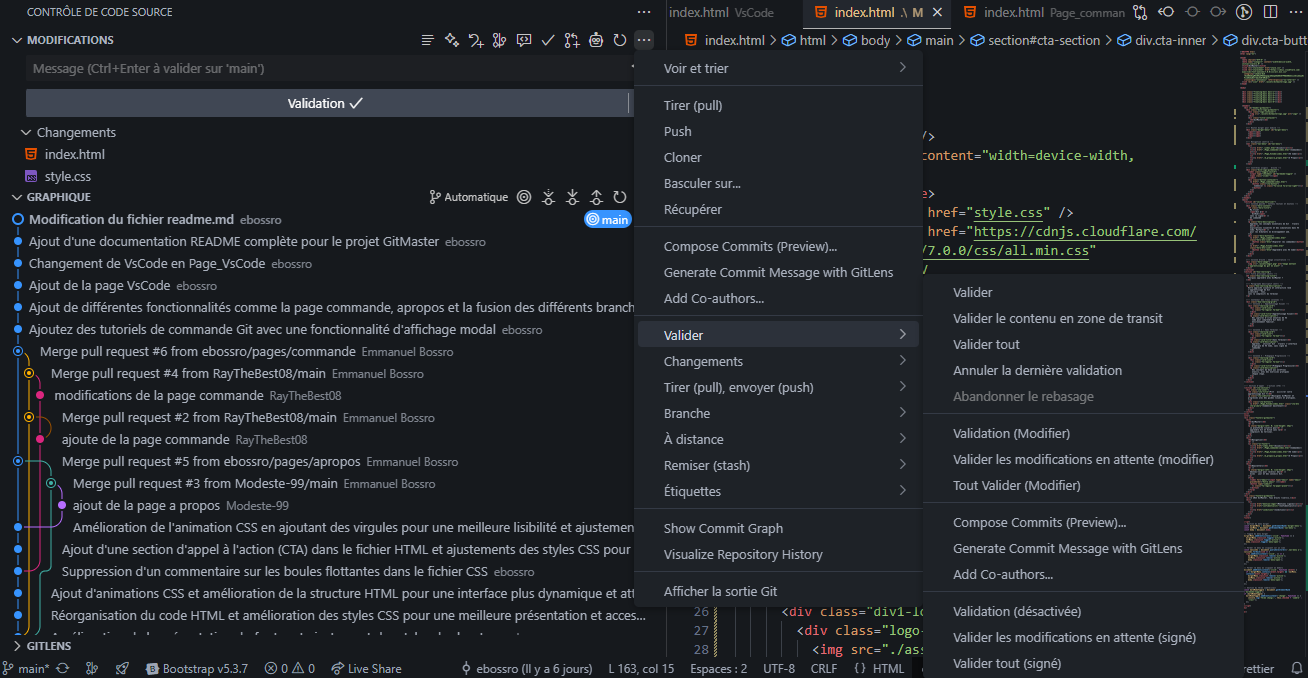 CONTRÔLE DE CODE SOURCE
MODIFICATIONS
Message (Ctrl+Enter à valider sur 'main')
Validation
Changements
index.html
style.css
GRAPHIQUE
Automatique
Modification du fichier readme.md ebossro
main
Ajout d'une documentation README complète pour le projet GitMaster ebossro
Changement de VsCode en Page_VsCode ebossro
Ajout de la page VsCode ebossro
Ajout de différentes fonctionnalités comme la page commande, apropos et la fusion des différents branch
Ajoutez des tutoriels de commande Git avec une fonctionnalité d'affichage modal ebossro
Merge pull request #6 from ebossro/pages/commande Emmanuel Bossro
Merge pull request #4 from RayTheBest08/main Emmanuel Bossro
modifications de la page commande RayTheBest08
Merge pull request #2 from RayTheBest08/main Emmanuel Bossro
ajoute de la page commande RayTheBest08
Merge pull request #5 from ebossro/pages/apropos Emmanuel Bossro
Merge pull request #3 from Modeste-99/main Emmanuel Bossro
ajout de la page a propos Modeste-99
Amélioration de l'animation CSS en ajoutant des virgules pour une meilleure lisibilité et ajustemen
Ajout d'une section d'appel à l'action (CTA) dans le fichier HTML et ajustements des styles CSS pour
Suppression d'un commentaire sur les boules flottantes dans le fichier CSS ebossro
Ajout d'animations CSS et amélioration de la structure HTML pour une interface plus dynamique et att
Réorganisation du code HTML et amélioration des styles CSS pour une meilleure présentation et acces...
GITLENS
index.html VsCode
index.html .\ M
index.html Page_comman
index.html > html > body > main > section#cta-section > div.cta-inner > div.cta-butt
/>
content="width=device-width,
e>
href="style.css" />
href="https://cdnjs.cloudflare.com/
/7.0.0/css/all.min.css"
/
26 <div class="div1-lo
27 <div class="logo-
28 <img src="./ass
Voir et trier
Tirer (pull)
Push
Cloner
Basculer sur...
Récupérer
Compose Commits (Preview)...
Generate Commit Message with GitLens
Add Co-authors...
Valider
Changements
Tirer (pull), envoyer (push)
Branche
À distance
Remiser (stash)
Étiquettes
Show Commit Graph
Visualize Repository History
Afficher la sortie Git
Valider
Valider le contenu en zone de transit
Valider tout
Annuler la dernière validation
Abandonner le rebasage
Validation (Modifier)
Valider les modifications en attente (modifier)
Tout Valider (Modifier)
Compose Commits (Preview)...
Generate Commit Message with GitLens
Add Co-authors...
Validation (désactivée)
Valider les modifications en attente (signé)
Valider tout (signé)
main* Bootstrap v5.3.7 0 0 Live Share ebossro (Il y a 6 jours) L 163, col 15 Espaces : 2 UTF-8 CRLF {} HTML rettier